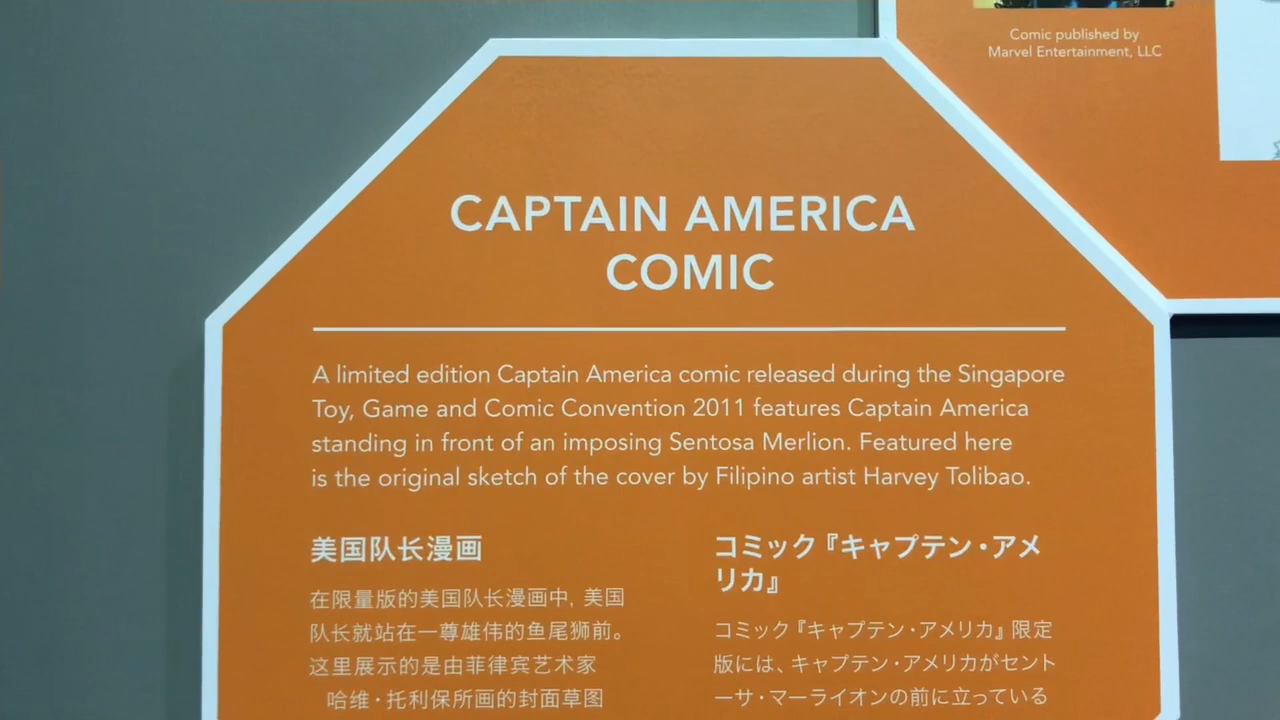 Comic published by
Marvel Entertainment, LLC
CAPTAIN AMERICA
COMIC
A limited edition Captain America comic released during the Singapore
Toy, Game and Comic Convention 2011 features Captain America
standing in front of an imposing Sentosa Merlion. Featured here
is the original sketch of the cover by Filipino artist Harvey Tolibao.
美国队长漫画
在限量版的美国队长漫画中, 美国
队长就站在一尊雄伟的鱼尾狮前。
这里展示的是由菲律宾艺术家
哈维·托利保所画的封面草图
コミック『キャプテン・アメ
リカ』
コミック『キャプテン・アメリカ』限定
版には、キャプテン・アメリカがセント
ーサ・マーライオンの前に立っている